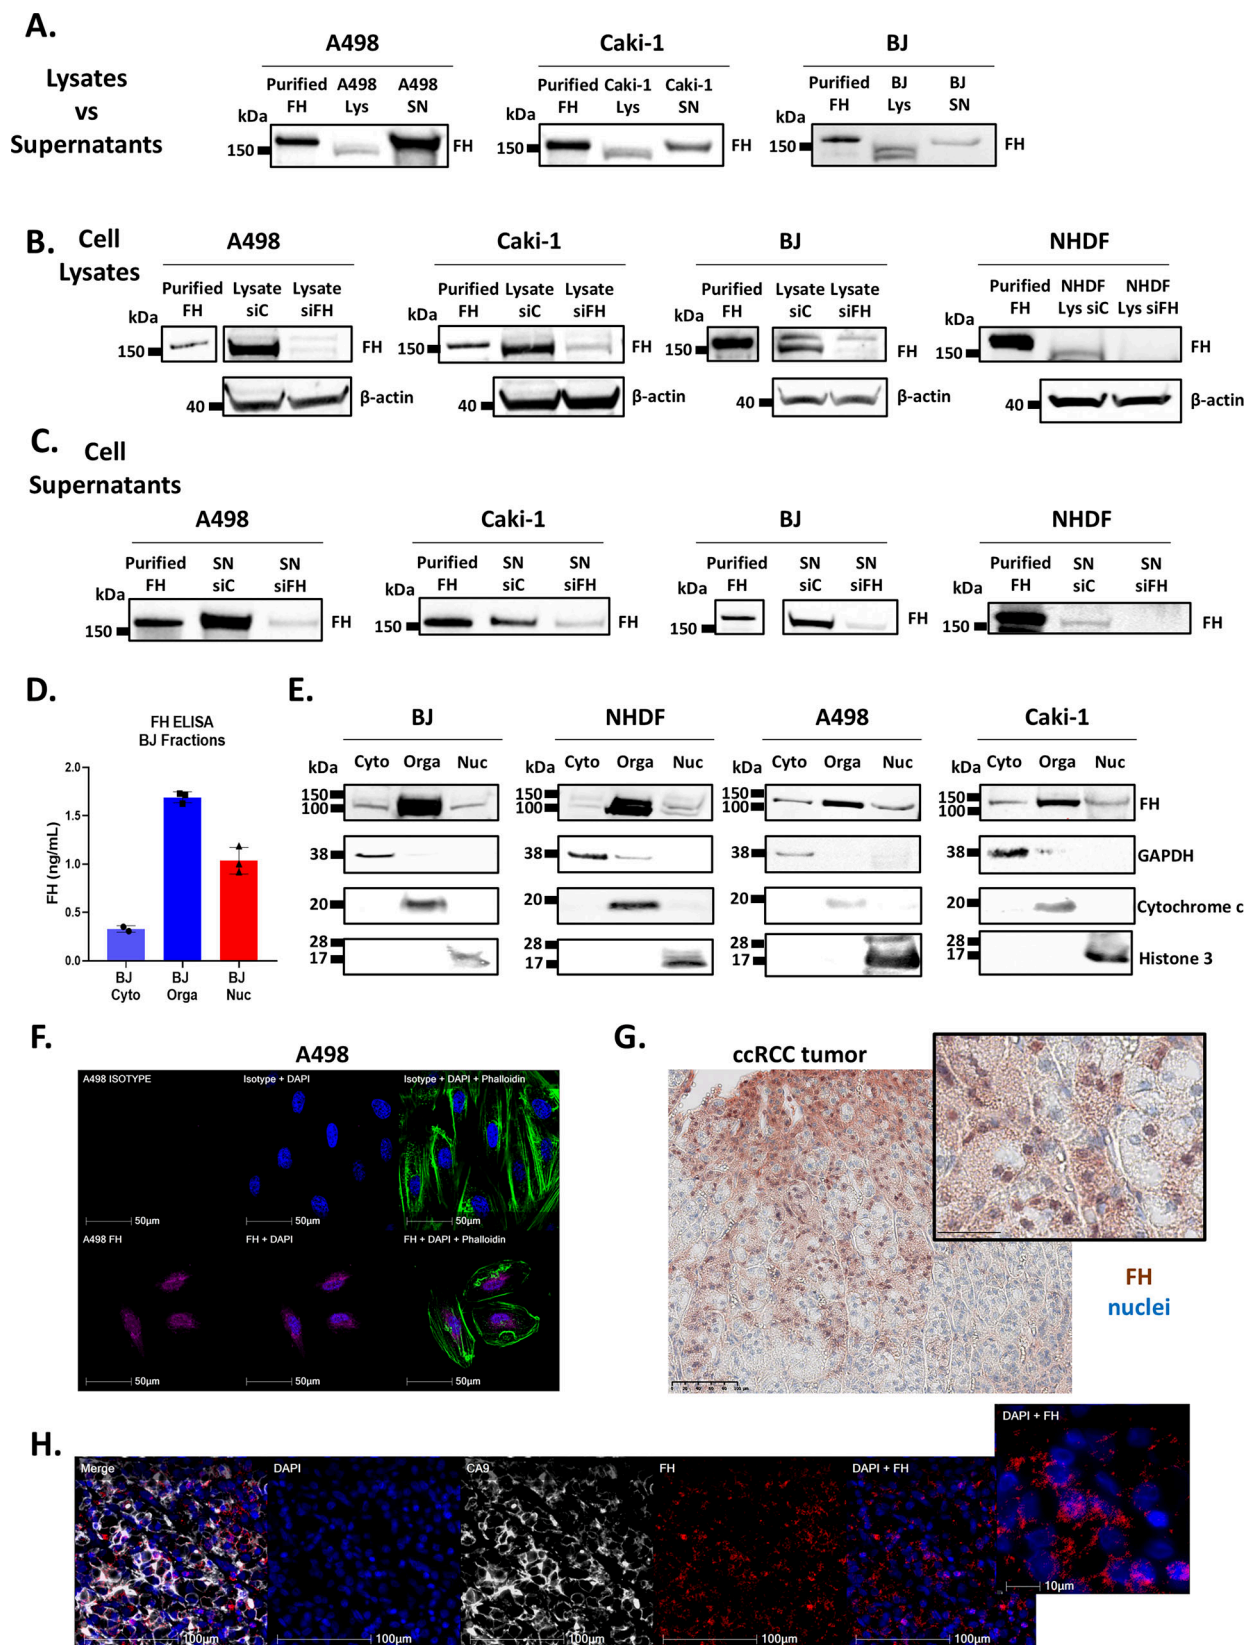 A.
Lysates
vs
Supernatants
A498
Purified FH
A498 Lys
A498 SN
kDa
150
FH
Caki-1
Purified FH
Caki-1 Lys
Caki-1 SN
kDa
150
FH
BJ
Purified FH
BJ Lys
BJ SN
kDa
150
FH
B.
Cell
Lysates
A498
Purified FH
Lysate siC
Lysate siFH
kDa
150
FH
40
β-actin
Caki-1
Purified FH
Lysate siC
Lysate siFH
kDa
150
FH
40
β-actin
BJ
Purified FH
Lysate siC
Lysate siFH
kDa
150
FH
40
β-actin
NHDF
Purified FH
NHDF Lys siC
NHDF Lys siFH
kDa
150
FH
40
β-actin
C.
Cell
Supernatants
A498
Purified FH
SN siC
SN siFH
kDa
150
FH
Caki-1
Purified FH
SN siC
SN siFH
kDa
150
FH
BJ
Purified FH
SN siC
SN siFH
kDa
150
FH
NHDF
Purified FH
SN siC
SN siFH
kDa
150
FH
D.
FH ELISA
BJ Fractions
FH (ng/mL)
2.0
1.5
1.0
0.5
0.0
BJ Cyto
BJ Orga
BJ Nuc
E.
BJ
kDa
Cyto Orga Nuc
150
100
38
20
28
17
NHDF
kDa
Cyto Orga Nuc
150
100
38
20
28
17
A498
kDa
Cyto Orga Nuc
150
100
38
20
28
17
Caki-1
kDa
Cyto Orga Nuc
150
100
38
20
28
17
FH
GAPDH
Cytochrome c
Histone 3
F.
A498
A498 ISOTYPE
Isotype + DAPI
Isotype + DAPI + Phalloidin
50μm
50μm
50μm
A498 FH
FH + DAPI
FH + DAPI + Phalloidin
50μm
50μm
50μm
G.
ccRCC tumor
FH
nuclei
H.
Merge
DAPI
CA9
FH
DAPI + FH
DAPI + FH
100μm
100μm
100μm
100μm
100μm
10μm